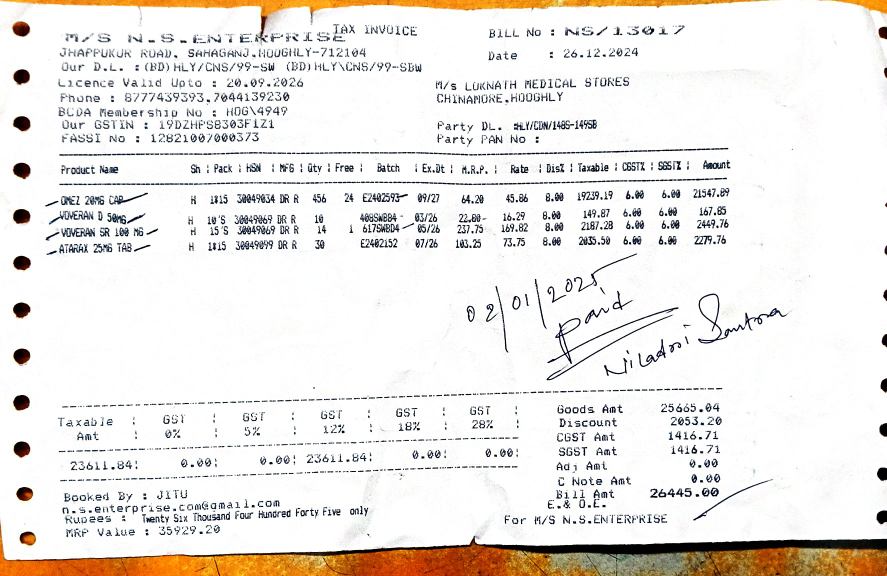 TAX INVOICE
M/S N.S.ENTERPRISE
JHAPPUKUR ROAD, SAHAGANJ,HOOGHLY-712104
Our D.L. :(BD)HLY/CNS/99-SW (BD)HLY\CNS/99-SBW
Licence Valid Upto : 20.09.2026
Phone : 8777439393,7044139230
BCDA Membership No : HOG\4949
Our GSTIN : 19DZHPS8303F1Z1
FASSI No : 12821007000373
BILL No : NS/13017
Date : 26.12.2024
M/s LOKNATH MEDICAL STORES
CHINAMORE,HOOGHLY
Party DL. :HLY/CDN/148S-149SB
Party PAN No :
Product Name Sh | Pack | HSN | MFG | Qty | Free | Batch | Ex.Dt | M.R.P. | Rate | Dis% | Taxable | CGST% | SGST% | Amount
OMEZ 20MG CAP H 1*15 30049034 DR R 456 24 E2402593 09/27 64.20 45.86 8.00 19239.19 6.00 6.00 21547.89
VOVERAN D 50MG H 10'S 30049069 DR R 10 408SWBB4 03/26 22.80 16.29 8.00 149.87 6.00 6.00 167.85
VOVERAN SR 100 MG H 15'S 30049069 DR R 14 1 617SWBD4 05/26 237.75 169.82 8.00 2187.28 6.00 6.00 2449.76
ATARAX 25MG TAB H 1*15 30049099 DR R 30 E2402152 07/26 103.25 73.75 8.00 2035.50 6.00 6.00 2279.76
02/01/2025
Paid
Niladri Santra
Taxable | GST | GST | GST | GST | GST |
Amt 0% 5% 12% 18% 28%
23611.84| 0.00| 0.00| 23611.84| 0.00| 0.00|
Goods Amt 25665.04
Discount 2053.20
CGST Amt 1416.71
SGST Amt 1416.71
Adj Amt 0.00
C Note Amt 0.00
Bill Amt 26445.00
E.& O.E.
Booked By : JITU
n.s.enterprise.com@gmail.com
Rupees : Twenty Six Thousand Four Hundred Forty Five only
MRP Value : 35929.20
For M/S N.S.ENTERPRISE